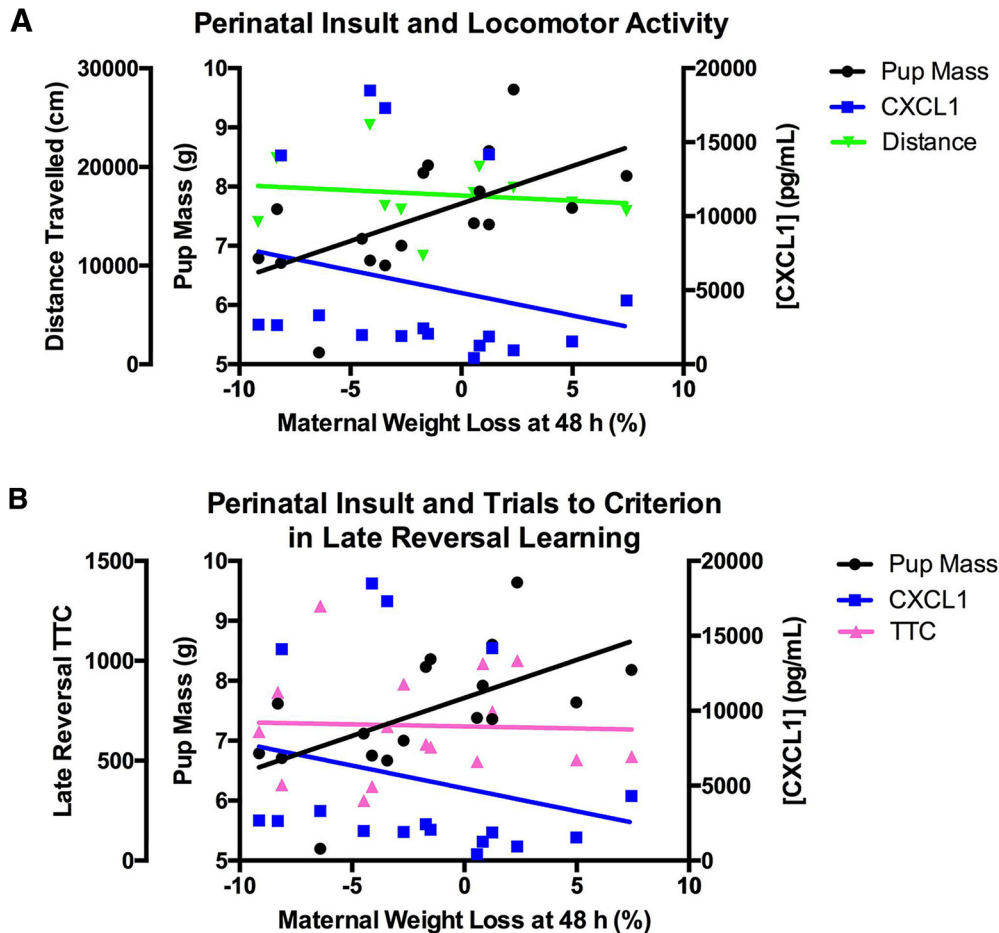 A
Perinatal Insult and Locomotor Activity
30000
20000
10000
0
Distance Travelled (cm)
10
9
8
7
6
5
Pup Mass (g)
20000
15000
10000
5000
0
[CXCL1] (pg/mL)
Pup Mass
CXCL1
Distance
-10 -5 0 5 10
Maternal Weight Loss at 48 h (%)
B
Perinatal Insult and Trials to Criterion
in Late Reversal Learning
1500
1000
500
0
Late Reversal TTC
10
9
8
7
6
5
Pup Mass (g)
20000
15000
10000
5000
0
[CXCL1] (pg/mL)
Pup Mass
CXCL1
TTC
-10 -5 0 5 10
Maternal Weight Loss at 48 h (%)